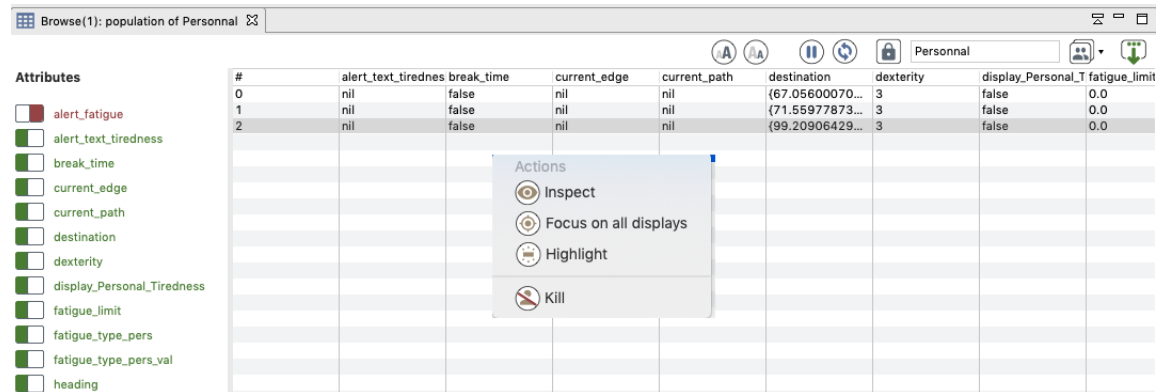 Browse(1): population of Personnal
Personnal
Attributes
alert_fatigue
alert_text_tiredness
break_time
current_edge
current_path
destination
dexterity
display_Personal_Tiredness
fatigue_limit
fatigue_type_pers
fatigue_type_pers_val
heading
# alert_text_tirednes break_time current_edge current_path destination dexterity display_Personal_T fatigue_limit
0 nil false nil nil {67.05600070... 3 false 0.0
1 nil false nil nil {71.55977873... 3 false 0.0
2 nil false nil nil {99.20906429... 3 false 0.0
Actions
Inspect
Focus on all displays
Highlight
Kill